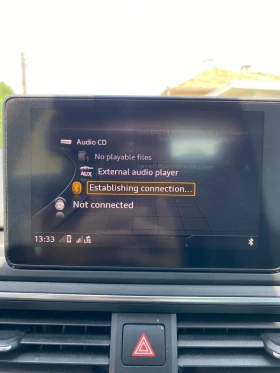 Audio CD
No playable files
AUX External audio player
Establishing connection...
Not connected
13:33